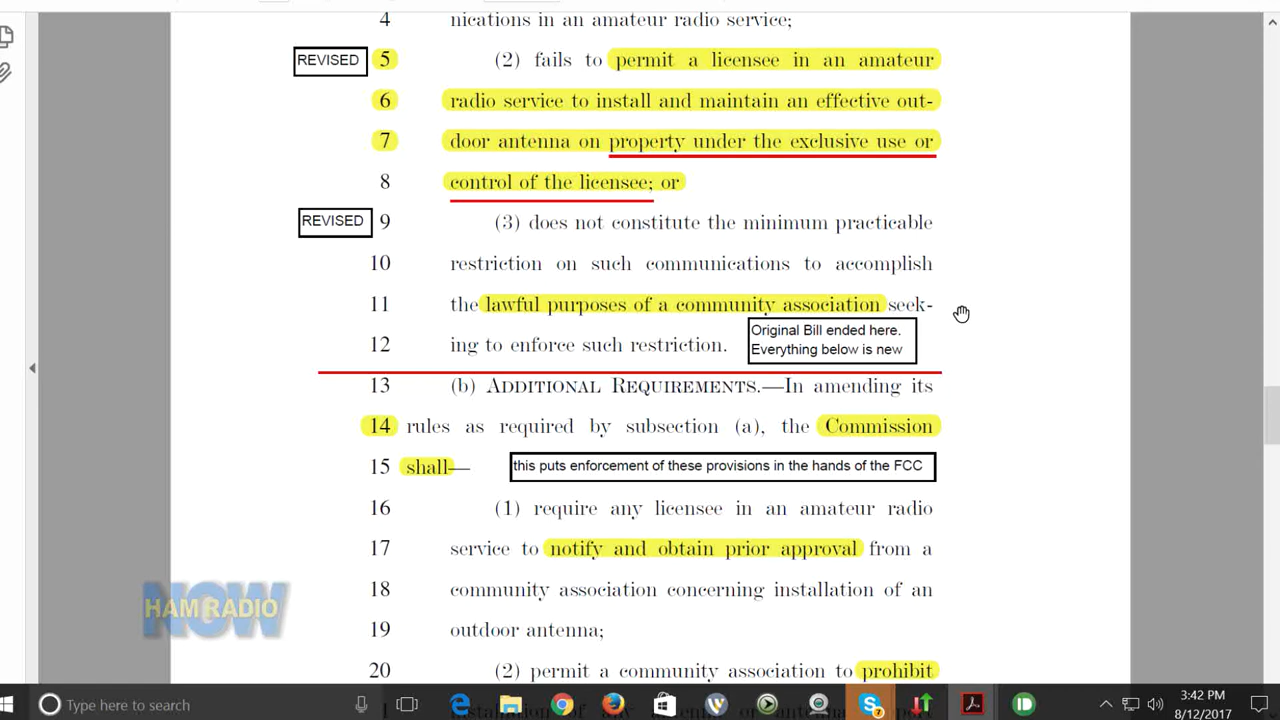 4 nications in an amateur radio service;
REVISED 5 (2) fails to permit a licensee in an amateur
6 radio service to install and maintain an effective out-
7 door antenna on property under the exclusive use or
8 control of the licensee; or
REVISED 9 (3) does not constitute the minimum practicable
10 restriction on such communications to accomplish
11 the lawful purposes of a community association seek-
12 ing to enforce such restriction.
Original Bill ended here.
Everything below is new
13 (b) ADDITIONAL REQUIREMENTS.—In amending its
14 rules as required by subsection (a), the Commission
15 shall—
this puts enforcement of these provisions in the hands of the FCC
16 (1) require any licensee in an amateur radio
17 service to notify and obtain prior approval from a
18 community association concerning installation of an
19 outdoor antenna;
20 (2) permit a community association to prohibit
HAM RADIO
NOW
Type here to search
7
3:42 PM
8/12/2017